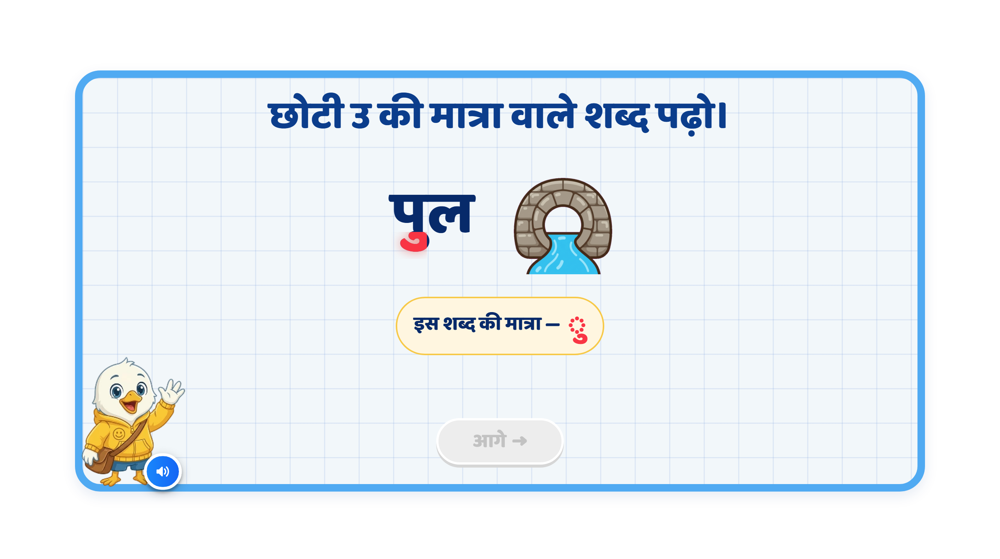 छोटी उ की मात्रा वाले शब्द पढ़ो।
पुल
इस शब्द की मात्रा – ु
आगे →